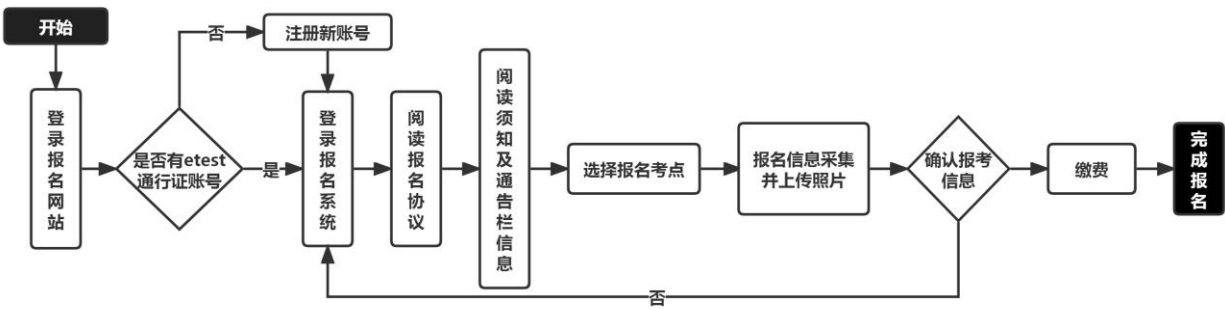 开始
登录报名网站
是否有etest
通行证账号
否
注册新账号
是
登录报名系统
阅读报名协议
阅读须知及通告栏信息
选择报名考点
报名信息采集
并上传照片
确认报考
信息
否
缴费
完成报名